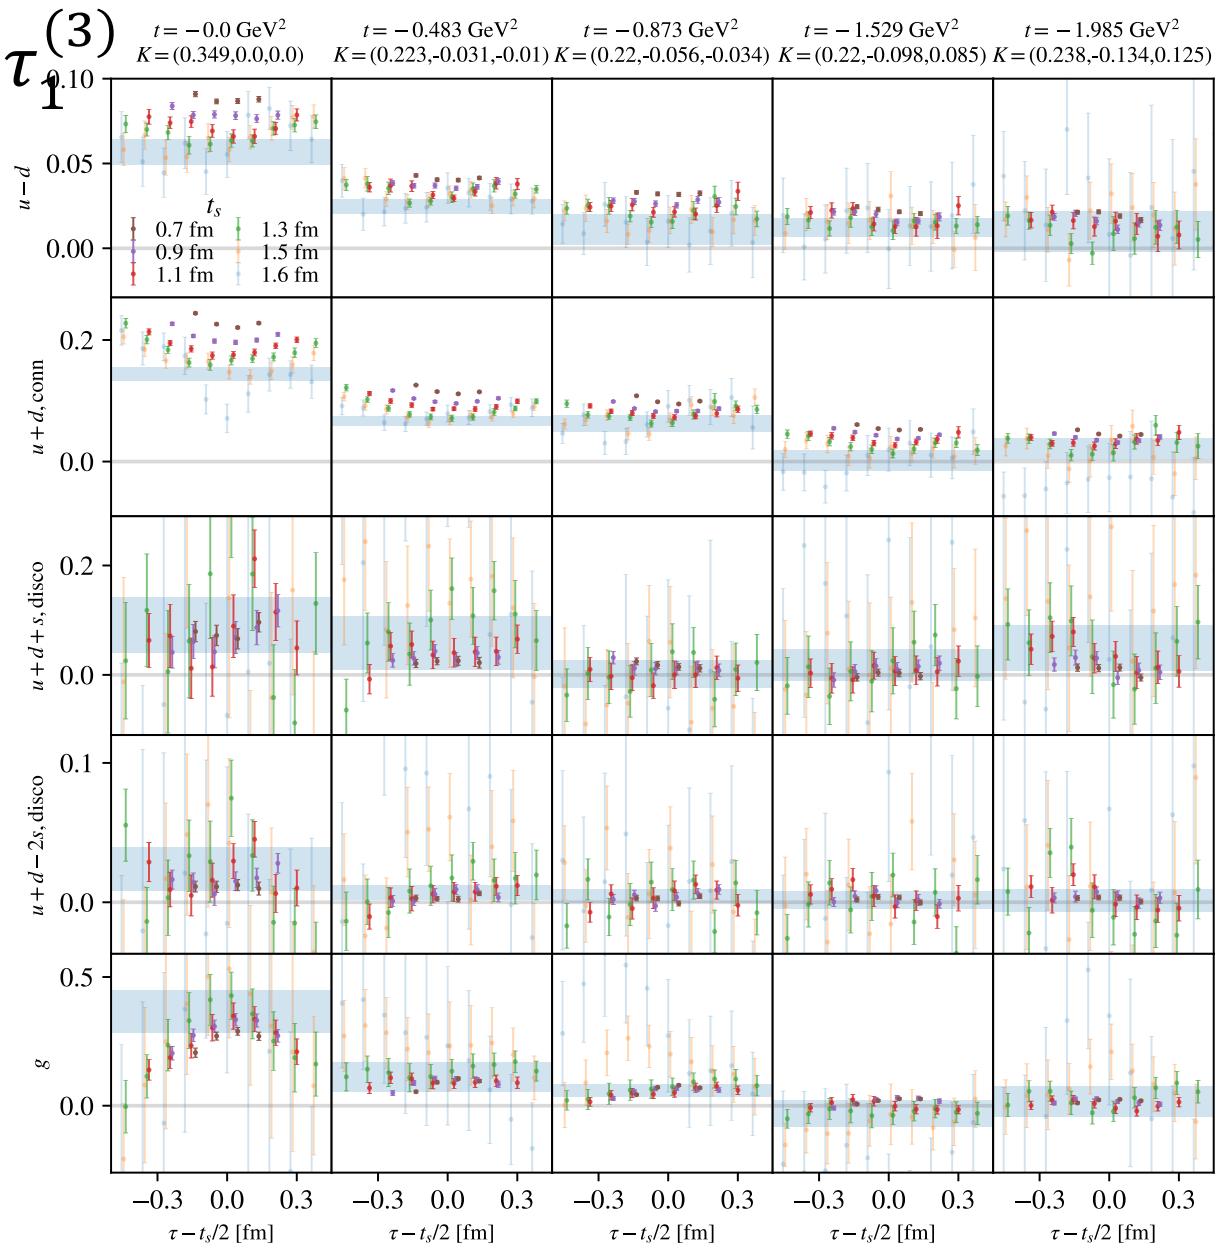 τ₁⁽³⁾
t = −0.0 GeV² t = −0.483 GeV² t = −0.873 GeV² t = −1.529 GeV² t = −1.985 GeV²
K = (0.349,0.0,0.0) K = (0.223,-0.031,-0.01) K = (0.22,-0.056,-0.034) K = (0.22,-0.098,0.085) K = (0.238,-0.134,0.125)
0.10
0.05
0.00
u − d
t_s
0.7 fm 1.3 fm
0.9 fm 1.5 fm
1.1 fm 1.6 fm
0.2
0.0
u + d, conn
0.2
0.0
u + d + s, disco
0.1
0.0
u + d − 2s, disco
0.5
0.0
g
−0.3 0.0 0.3 −0.3 0.0 0.3 −0.3 0.0 0.3 −0.3 0.0 0.3 −0.3 0.0 0.3
τ − t_s/2 [fm] τ − t_s/2 [fm] τ − t_s/2 [fm] τ − t_s/2 [fm] τ − t_s/2 [fm]